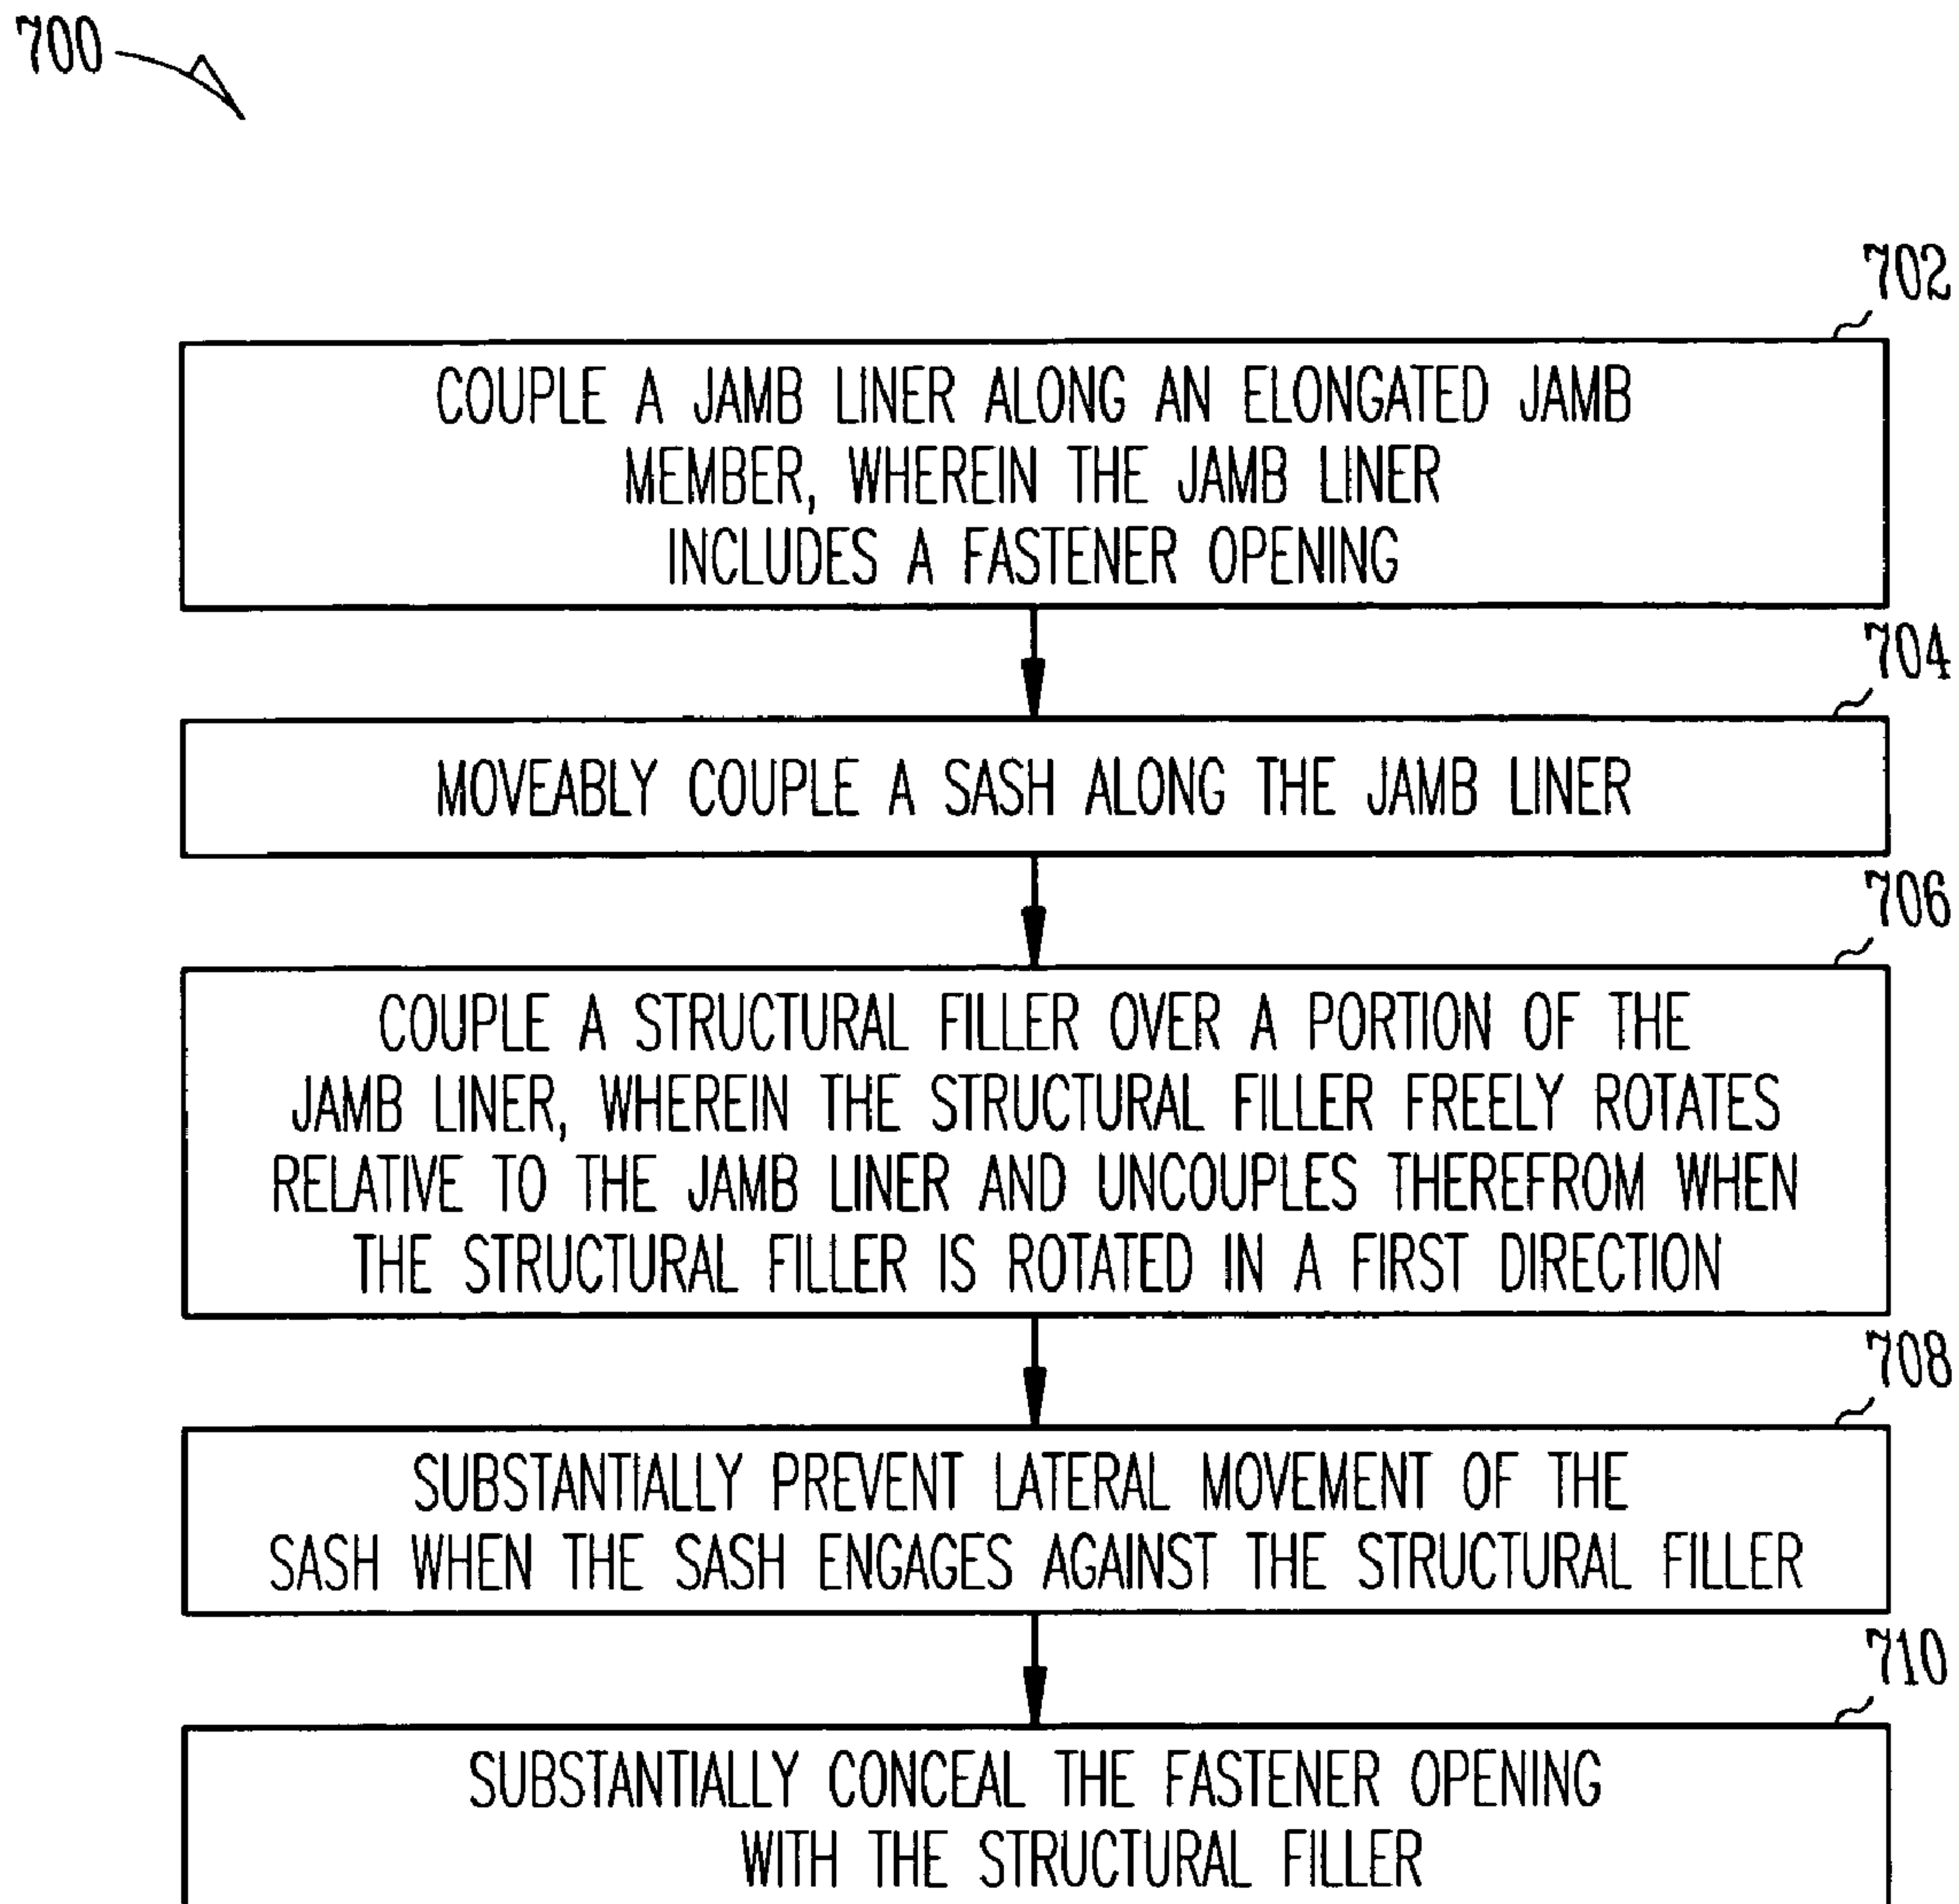 700
702
COUPLE A JAMB LINER ALONG AN ELONGATED JAMB
MEMBER, WHEREIN THE JAMB LINER
INCLUDES A FASTENER OPENING
704
MOVEABLY COUPLE A SASH ALONG THE JAMB LINER
706
COUPLE A STRUCTURAL FILLER OVER A PORTION OF THE
JAMB LINER, WHEREIN THE STRUCTURAL FILLER FREELY ROTATES
RELATIVE TO THE JAMB LINER AND UNCOUPLES THEREFROM WHEN
THE STRUCTURAL FILLER IS ROTATED IN A FIRST DIRECTION
708
SUBSTANTIALLY PREVENT LATERAL MOVEMENT OF THE
SASH WHEN THE SASH ENGAGES AGAINST THE STRUCTURAL FILLER
710
SUBSTANTIALLY CONCEAL THE FASTENER OPENING
WITH THE STRUCTURAL FILLER